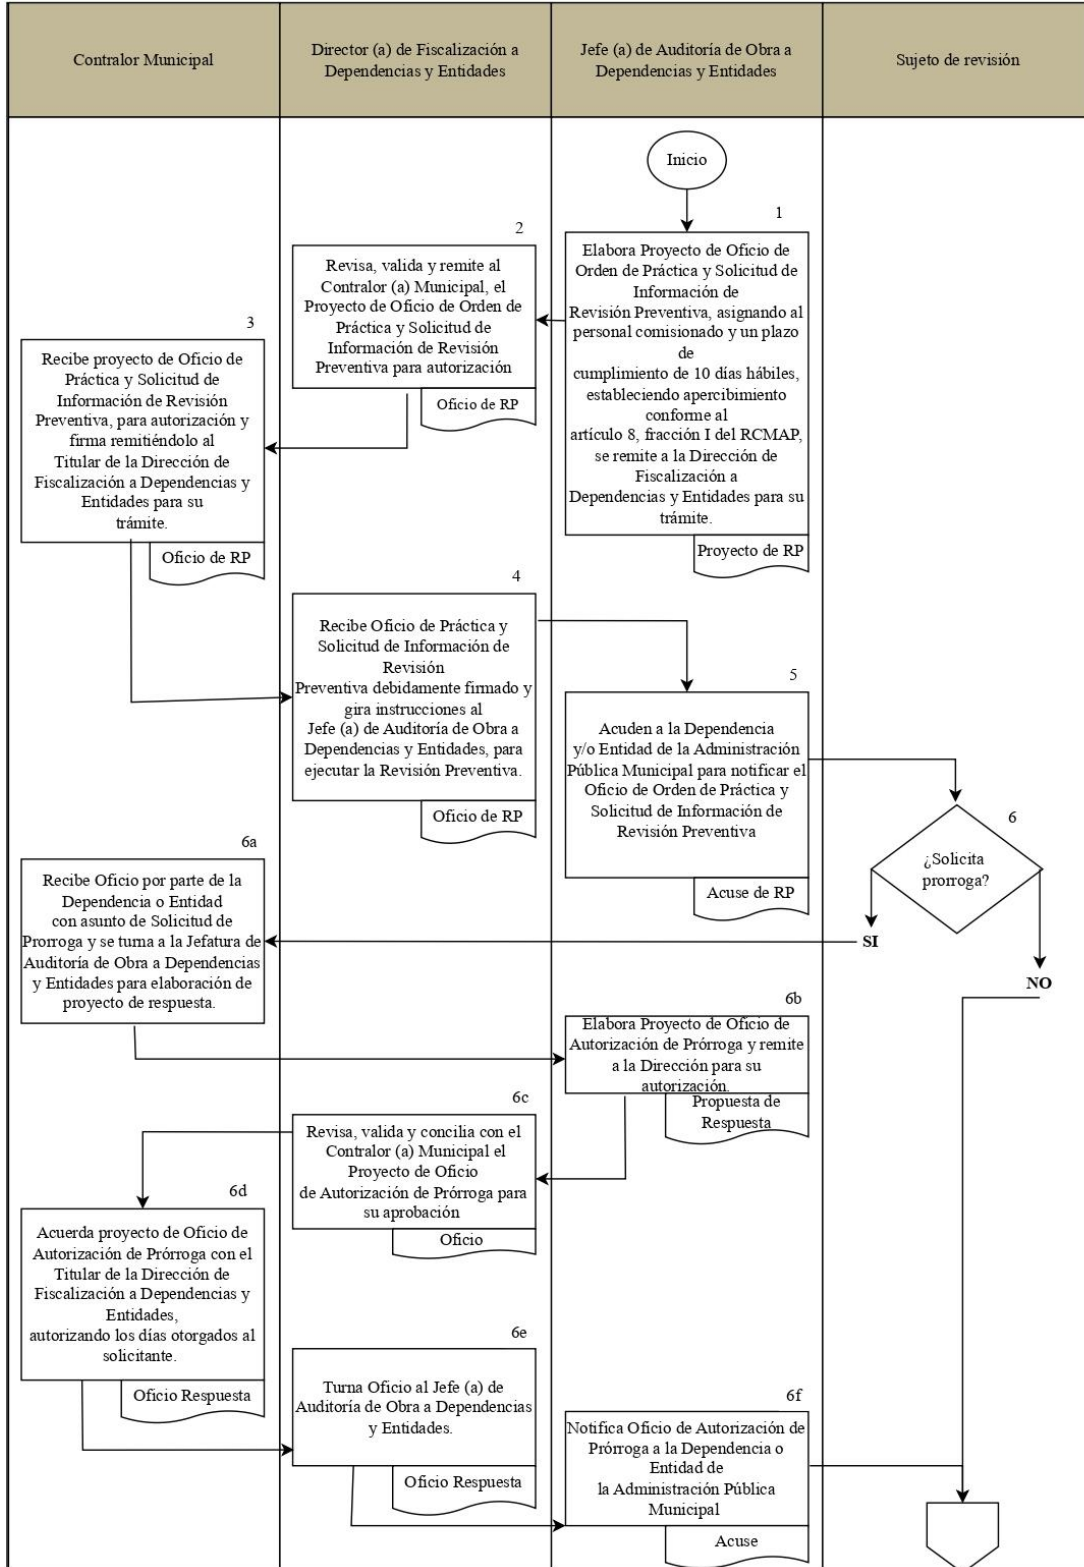 Contralor Municipal
Director (a) de Fiscalización a
Dependencias y Entidades
Jefe (a) de Auditoría de Obra a
Dependencias y Entidades
Sujeto de revisión
Inicio
1
Elabora Proyecto de Oficio de
Orden de Práctica y Solicitud de
Información de
Revisión Preventiva, asignando al
personal comisionado y un plazo
de
cumplimiento de 10 días hábiles,
estableciendo apercibimiento
conforme al
artículo 8, fracción I del RCMAP,
se remite a la Dirección de
Fiscalización a
Dependencias y Entidades para su
trámite.
Proyecto de RP
2
Revisa, valida y remite al
Contralor (a) Municipal, el
Proyecto de Oficio de Orden de
Práctica y Solicitud de
Información de Revisión
Preventiva para autorización
Oficio de RP
3
Recibe proyecto de Oficio de
Práctica y Solicitud de
Información de Revisión
Preventiva, para autorización y
firma remitiéndolo al
Titular de la Dirección de
Fiscalización a Dependencias y
Entidades para su
trámite.
Oficio de RP
4
Recibe Oficio de Práctica y
Solicitud de Información de
Revisión
Preventiva debidamente firmado y
gira instrucciones al
Jefe (a) de Auditoría de Obra a
Dependencias y Entidades, para
ejecutar la Revisión Preventiva.
Oficio de RP
5
Acuden a la Dependencia
y/o Entidad de la Administración
Pública Municipal para notificar el
Oficio de Orden de Práctica y
Solicitud de Información de
Revisión Preventiva
Acuse de RP
6
¿Solicita
prorroga?
SI
NO
6a
Recibe Oficio por parte de la
Dependencia o Entidad
con asunto de Solicitud de
Prorroga y se turna a la Jefatura de
Auditoría de Obra a Dependencias
y Entidades para elaboración de
proyecto de respuesta.
6b
Elabora Proyecto de Oficio de
Autorización de Prórroga y remite
a la Dirección para su
autorización.
Propuesta de
Respuesta
6c
Revisa, valida y concilia con el
Contralor (a) Municipal el
Proyecto de Oficio
de Autorización de Prórroga para
su aprobación
Oficio
6d
Acuerda proyecto de Oficio de
Autorización de Prórroga con el
Titular de la Dirección de
Fiscalización a Dependencias y
Entidades,
autorizando los días otorgados al
solicitante.
Oficio Respuesta
6e
Turna Oficio al Jefe (a) de
Auditoría de Obra a Dependencias
y Entidades.
Oficio Respuesta
6f
Notifica Oficio de Autorización de
Prórroga a la Dependencia o
Entidad de
la Administración Pública
Municipal
Acuse